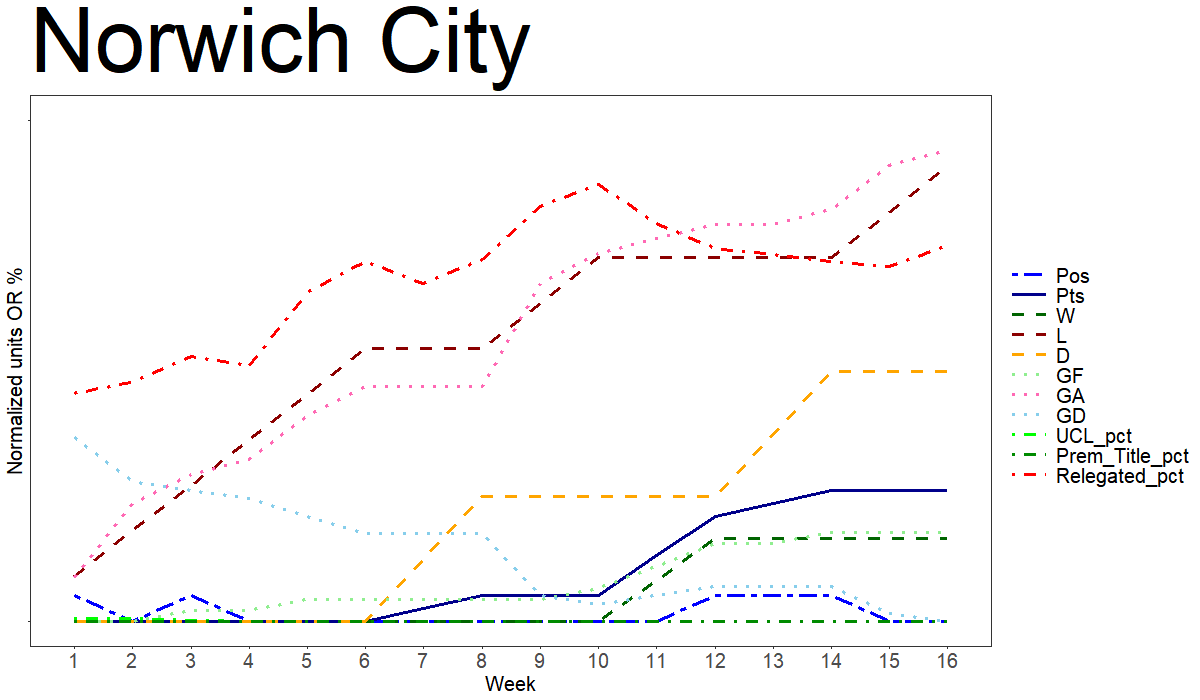 Norwich City
Normalized units OR %
Pos
Pts
W
L
D
GF
GA
GD
UCL_pct
Prem_Title_pct
Relegated_pct
1 2 3 4 5 6 7 8 9 10 11 12 13 14 15 16
Week